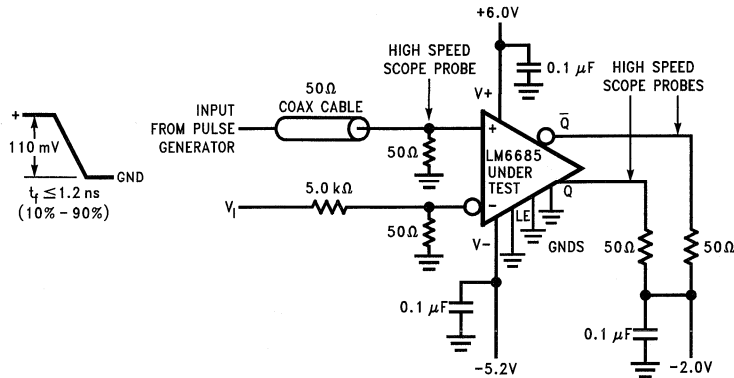 +6.0V
HIGH SPEED
SCOPE PROBE
0.1 μF
HIGH SPEED
SCOPE PROBES
50Ω
COAX CABLE
V+
INPUT
FROM PULSE
GENERATOR
+
110 mV
GND
tf ≤ 1.2 ns
(10% - 90%)
50Ω
+
Q̅
LM6685
UNDER
TEST
Q
5.0 kΩ
VI
−
50Ω
LE
V−
GNDS
50Ω
50Ω
0.1 μF
0.1 μF
−5.2V
−2.0V